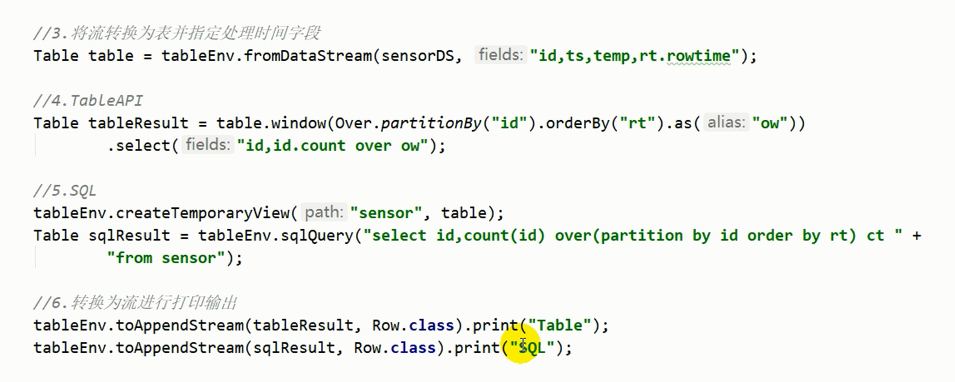 //3.将流转换为表并指定处理时间字段
Table table = tableEnv.fromDataStream(sensorDS, fields: "id,ts,temp,rt.rowtime");
//4.TableAPI
Table tableResult = table.window(Over.partitionBy("id").orderBy("rt").as( alias: "ow"))
.select( fields: "id,id.count over ow");
//5.SQL
tableEnv.createTemporaryView( path: "sensor", table);
Table sqlResult = tableEnv.sqlQuery("select id,count(id) over(partition by id order by rt) ct " +
"from sensor");
//6.转换为流进行打印输出
tableEnv.toAppendStream(tableResult, Row.class).print("Table");
tableEnv.toAppendStream(sqlResult, Row.class).print("SQL");